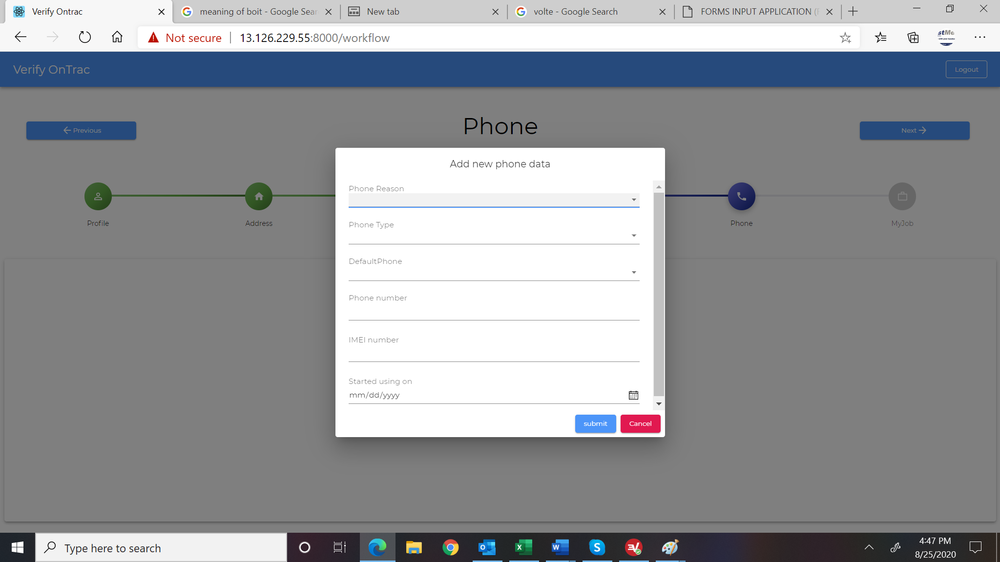 Verify Ontrac
meaning of boit - Google Sear
New tab
volte - Google Search
FORMS INPUT APPLICATION (F
Not secure
13.126.229.55:8000/workflow
stMe
Verify OnTrac
Logout
Previous
Phone
Next
Add new phone data
Phone Reason
Phone Type
DefaultPhone
Phone number
IMEI number
Started using on
mm/dd/yyyy
submit
Cancel
Profile
Address
Phone
MyJob
Type here to search
4:47 PM
8/25/2020